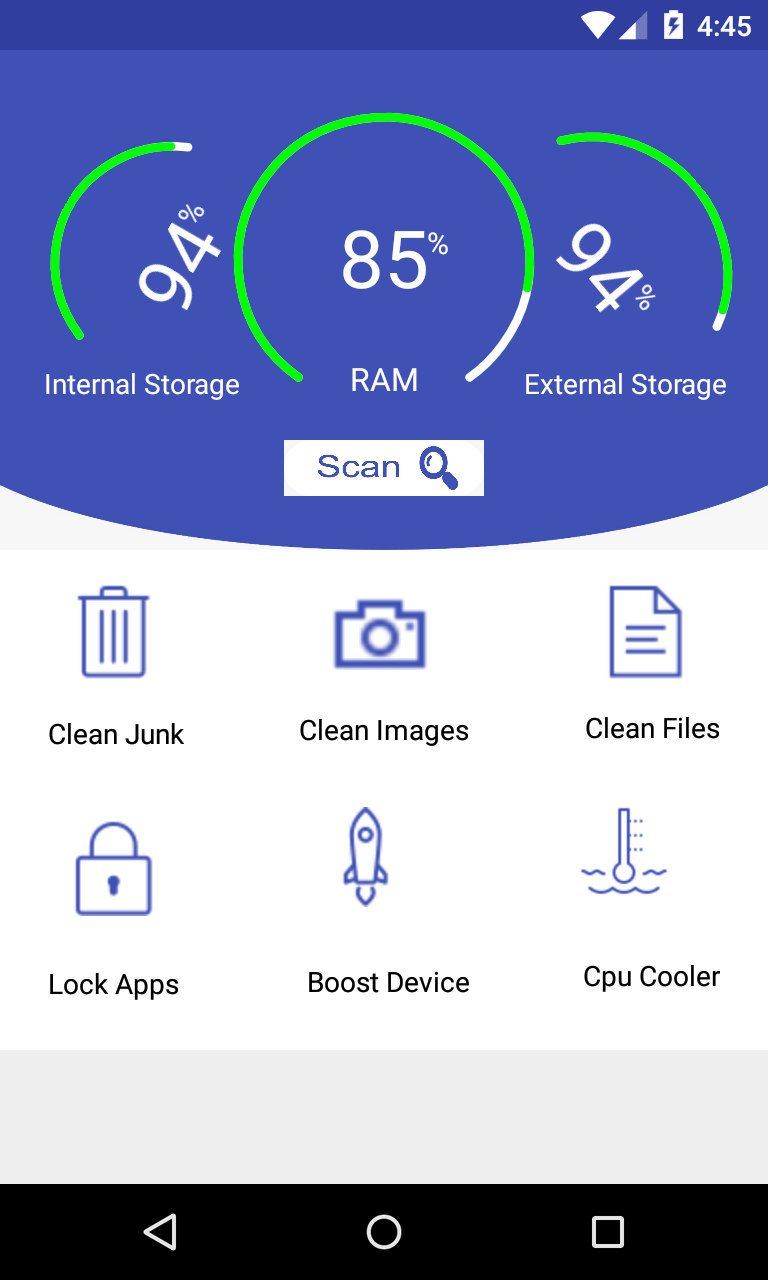 4:45
94%
85%
94%
Internal Storage
RAM
External Storage
Scan
Clean Junk
Clean Images
Clean Files
Lock Apps
Boost Device
Cpu Cooler